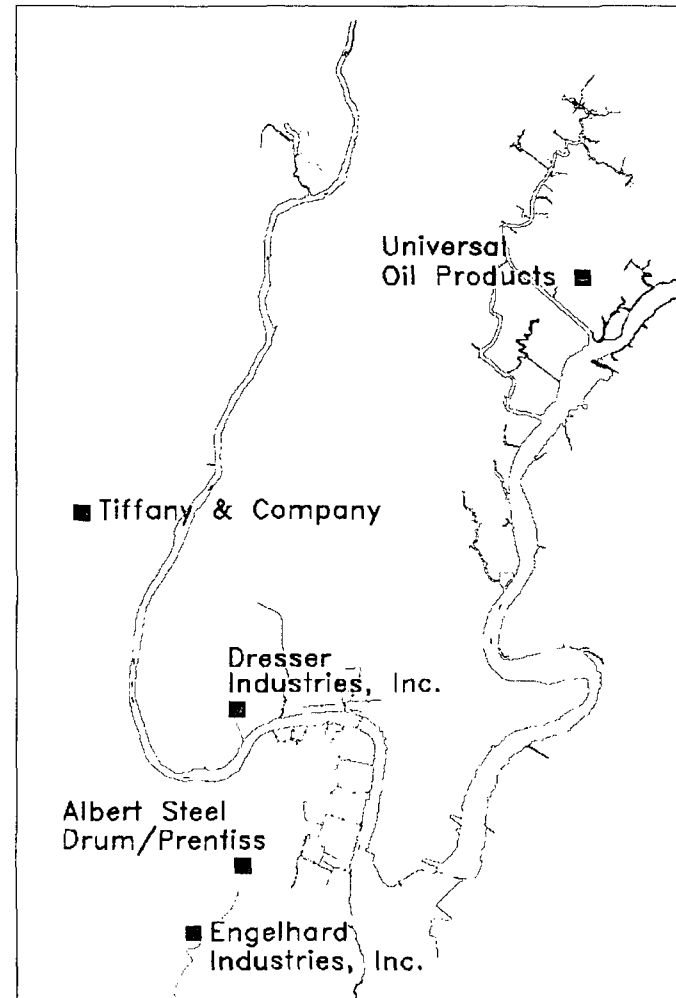 Universal
Oil Products
Tiffany & Company
Dresser
Industries, Inc.
Albert Steel
Drum/Prentiss
Engelhard
Industries, Inc.